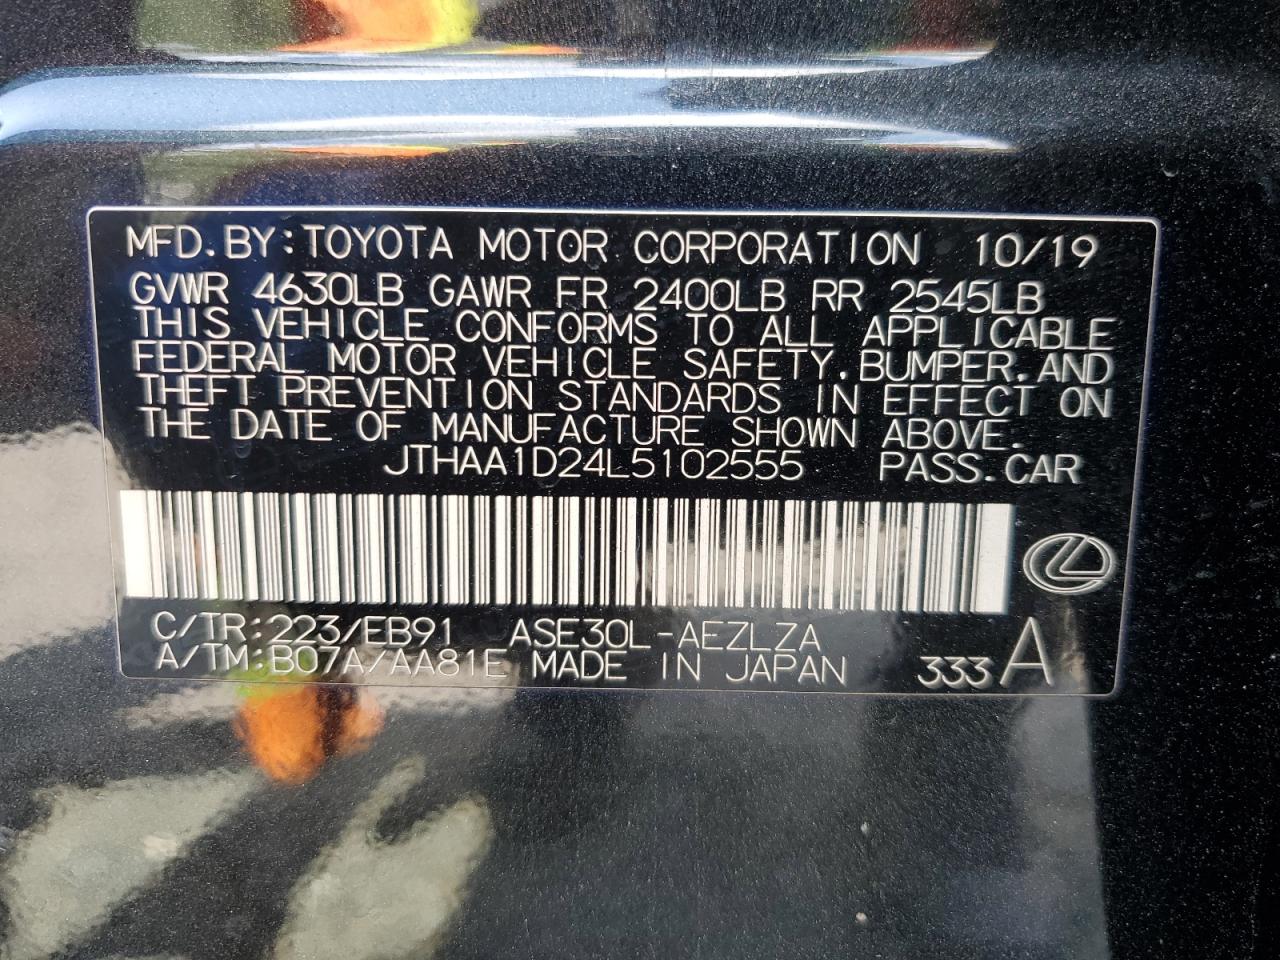 MFD.BY:TOYOTA MOTOR CORPORATION 10/19
GVWR 4630LB GAWR FR 2400LB RR 2545LB
THIS VEHICLE CONFORMS TO ALL APPLICABLE
FEDERAL MOTOR VEHICLE SAFETY,BUMPER,AND
THEFT PREVENTION STANDARDS IN EFFECT ON
THE DATE OF MANUFACTURE SHOWN ABOVE.
JTHAA1D24L5102555 PASS.CAR
C/TR:223/EB91 ASE30L-AEZLZA
A/TM:B07A/AA81E MADE IN JAPAN 333 A